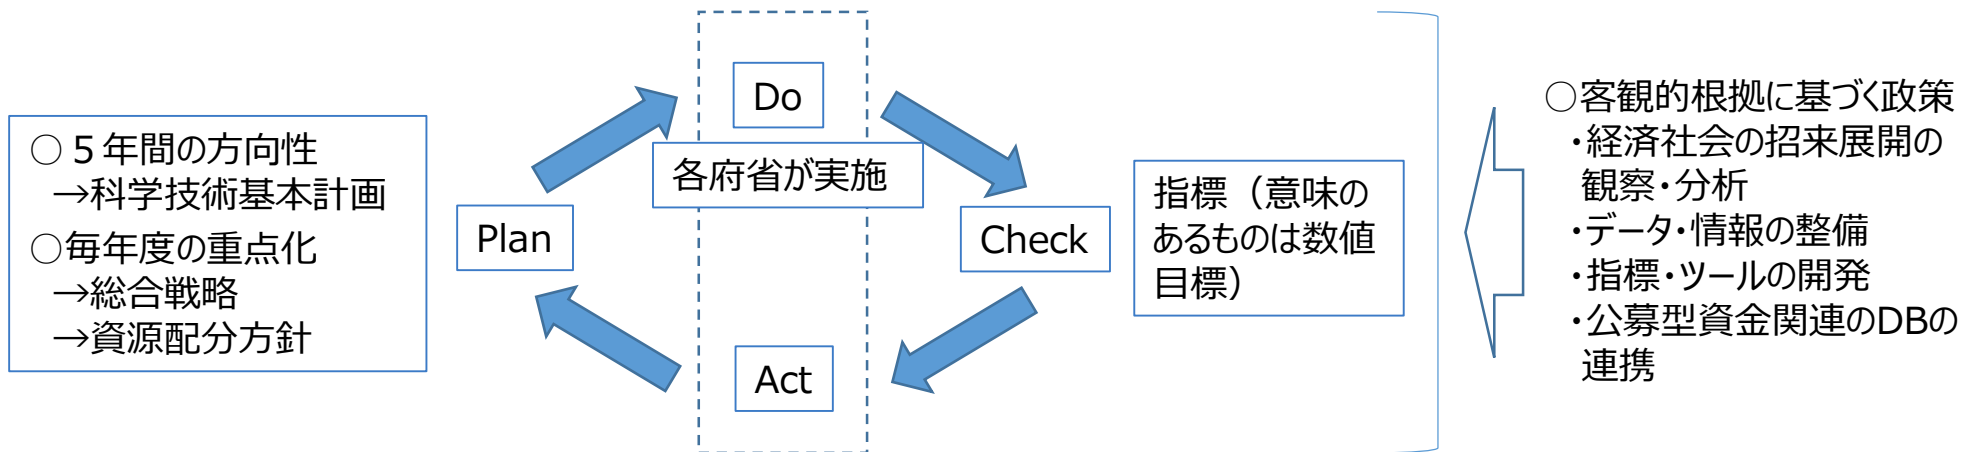 ○５年間の方向性
→科学技術基本計画
○毎年度の重点化
→総合戦略
→資源配分方針
Plan
Do
各府省が実施
Check
Act
指標（意味の
あるものは数値
目標）
○客観的根拠に基づく政策
・経済社会の招来展開の
観察・分析
・データ・情報の整備
・指標・ツールの開発
・公募型資金関連のDBの
連携